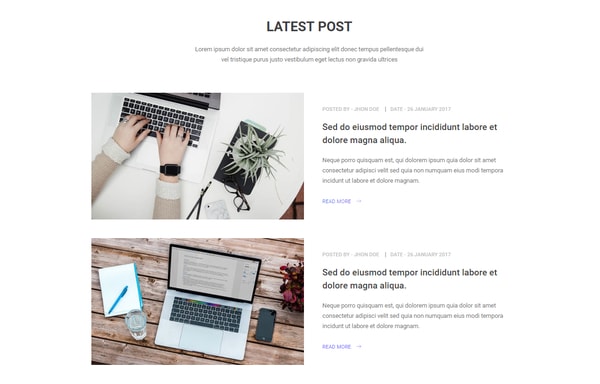 LATEST POST
Lorem ipsum dolor sit amet consectetur adipiscing elit donec tempus pellentesque dui
vel tristique purus justo vestibulum eget lectus non gravida ultrices
POSTED BY - JHON DOE | DATE - 26 JANUARY 2017
Sed do eiusmod tempor incididunt labore et
dolore magna aliqua.
Neque porro quisquam est, qui dolorem ipsum quia dolor sit amet
consectetur adipisci velit sed quia non numquam eius modi tempora
incidunt ut labore et dolore magnam.
READ MORE →
POSTED BY - JHON DOE | DATE - 26 JANUARY 2017
Sed do eiusmod tempor incididunt labore et
dolore magna aliqua.
Neque porro quisquam est, qui dolorem ipsum quia dolor sit amet
consectetur adipisci velit sed quia non numquam eius modi tempora
incidunt ut labore et dolore magnam.
READ MORE →